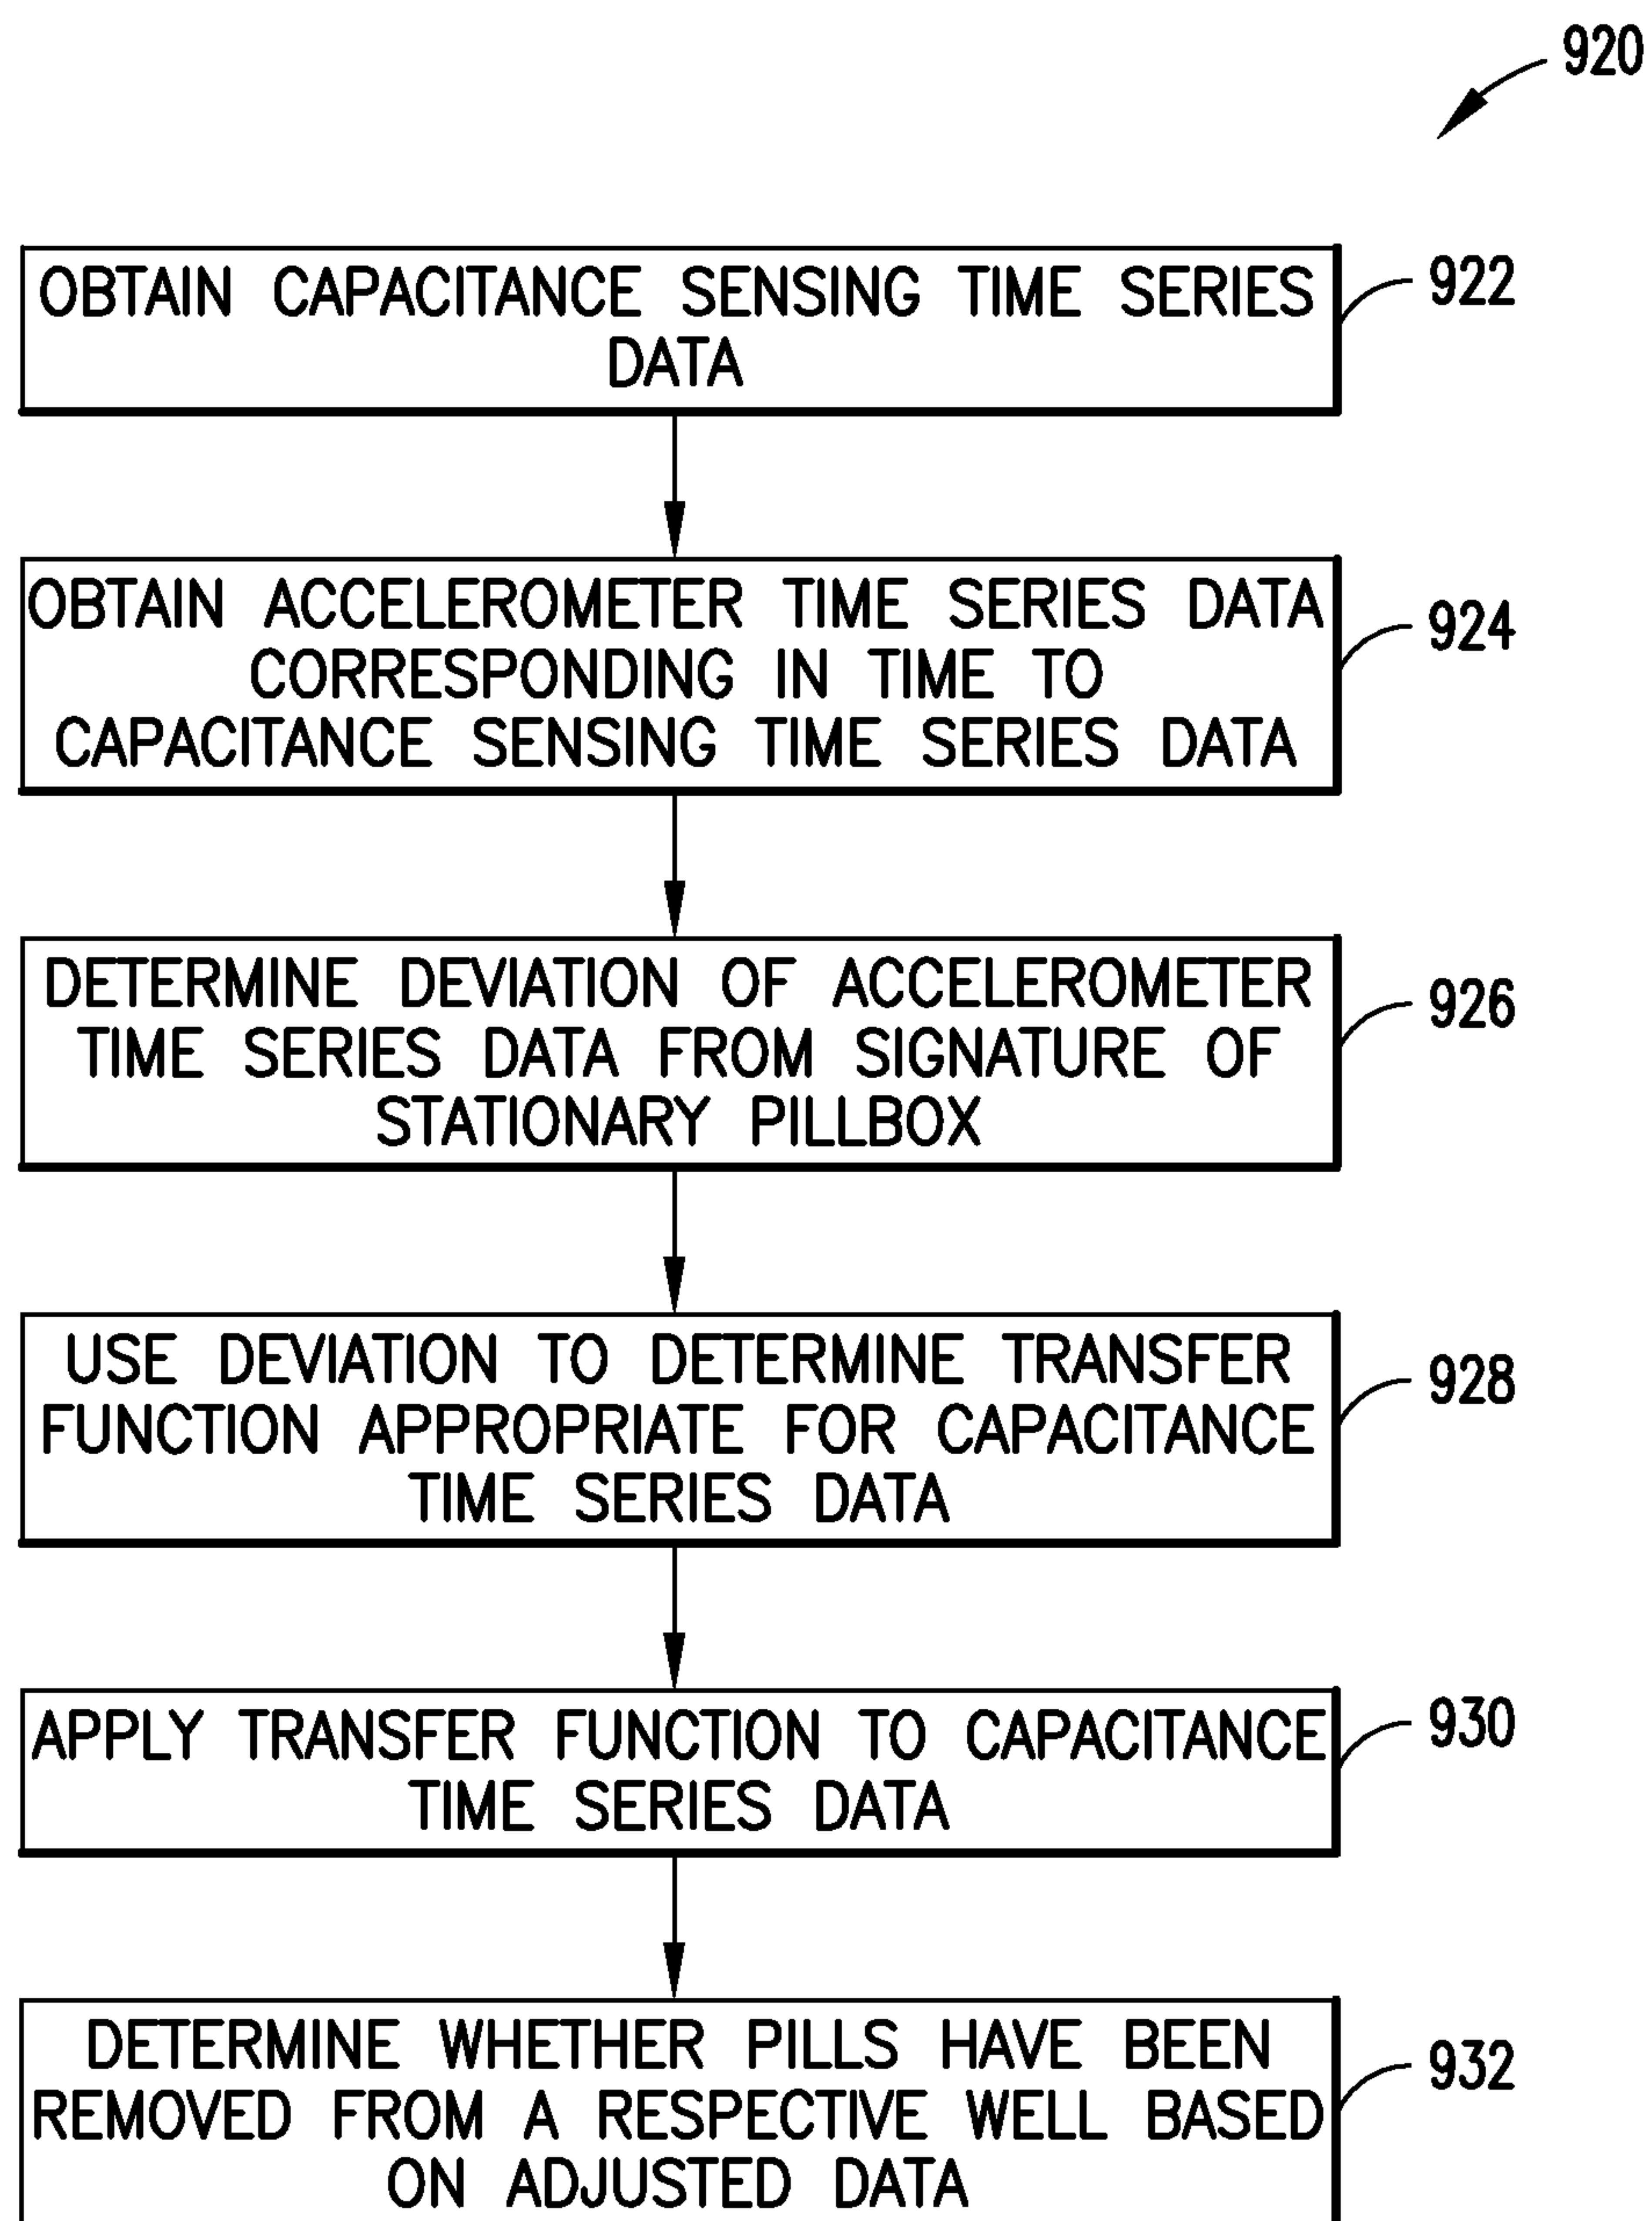 920
OBTAIN CAPACITANCE SENSING TIME SERIES
DATA
922
OBTAIN ACCELEROMETER TIME SERIES DATA
CORRESPONDING IN TIME TO
CAPACITANCE SENSING TIME SERIES DATA
924
DETERMINE DEVIATION OF ACCELEROMETER
TIME SERIES DATA FROM SIGNATURE OF
STATIONARY PILLBOX
926
USE DEVIATION TO DETERMINE TRANSFER
FUNCTION APPROPRIATE FOR CAPACITANCE
TIME SERIES DATA
928
APPLY TRANSFER FUNCTION TO CAPACITANCE
TIME SERIES DATA
930
DETERMINE WHETHER PILLS HAVE BEEN
REMOVED FROM A RESPECTIVE WELL BASED
ON ADJUSTED DATA
932